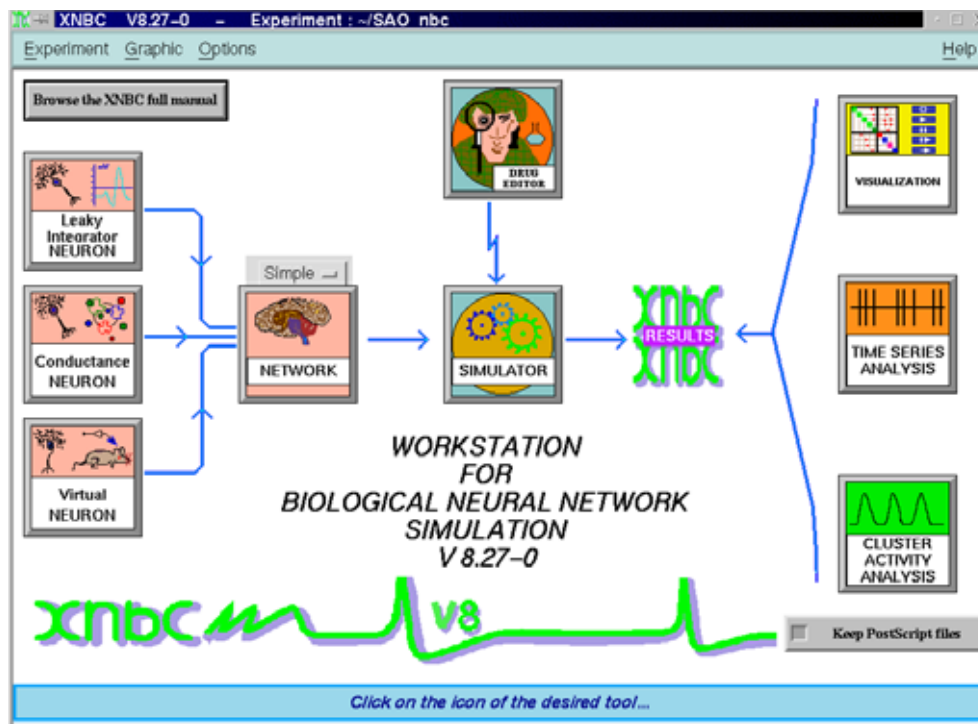 XNBC V8.27-0 - Experiment : ~/SAO nbc
Experiment Graphic Options Help
Browse the XNBC full manual
DRUG
EDITOR
VISUALIZATION
Leaky
Integrator
NEURON
Simple
Conductance
NEURON
NETWORK
SIMULATOR
xnbc
RESULTS
xnbc
TIME SERIES
ANALYSIS
Virtual
NEURON
WORKSTATION
FOR
BIOLOGICAL NEURAL NETWORK
SIMULATION
V 8.27-0
CLUSTER
ACTIVITY
ANALYSIS
xnbc V8
Keep PostScript files
Click on the icon of the desired tool...